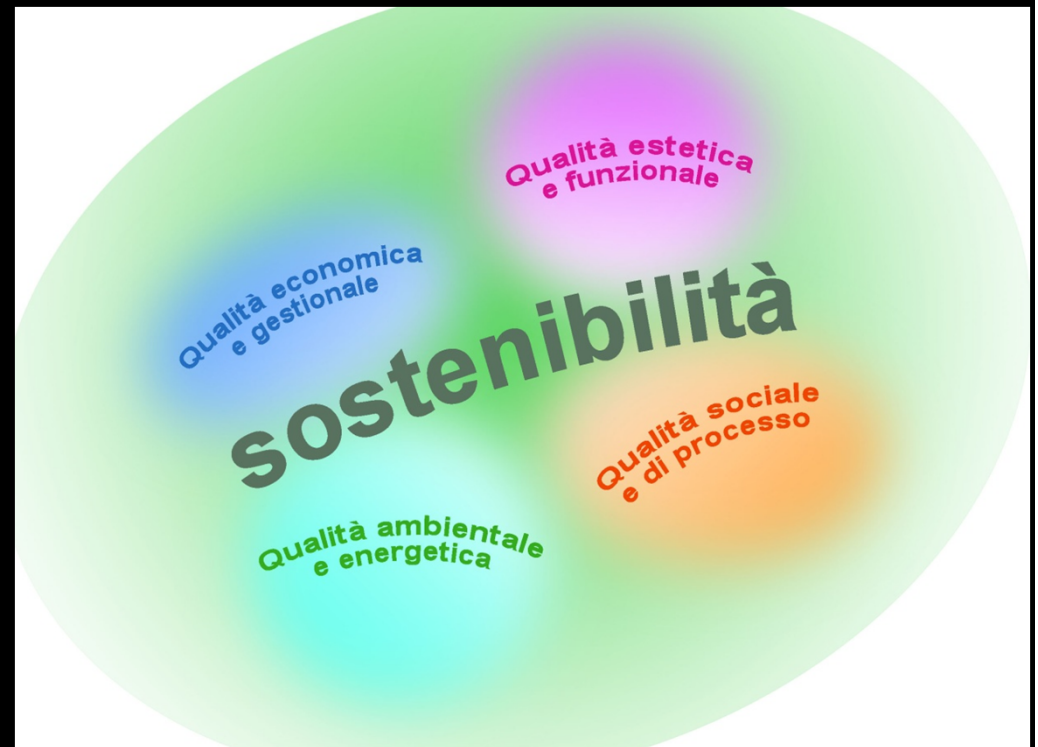 Qualità estetica
e funzionale
Qualità economica
e gestionale
sostenibilità
Qualità sociale
e di processo
Qualità ambientale
e energetica